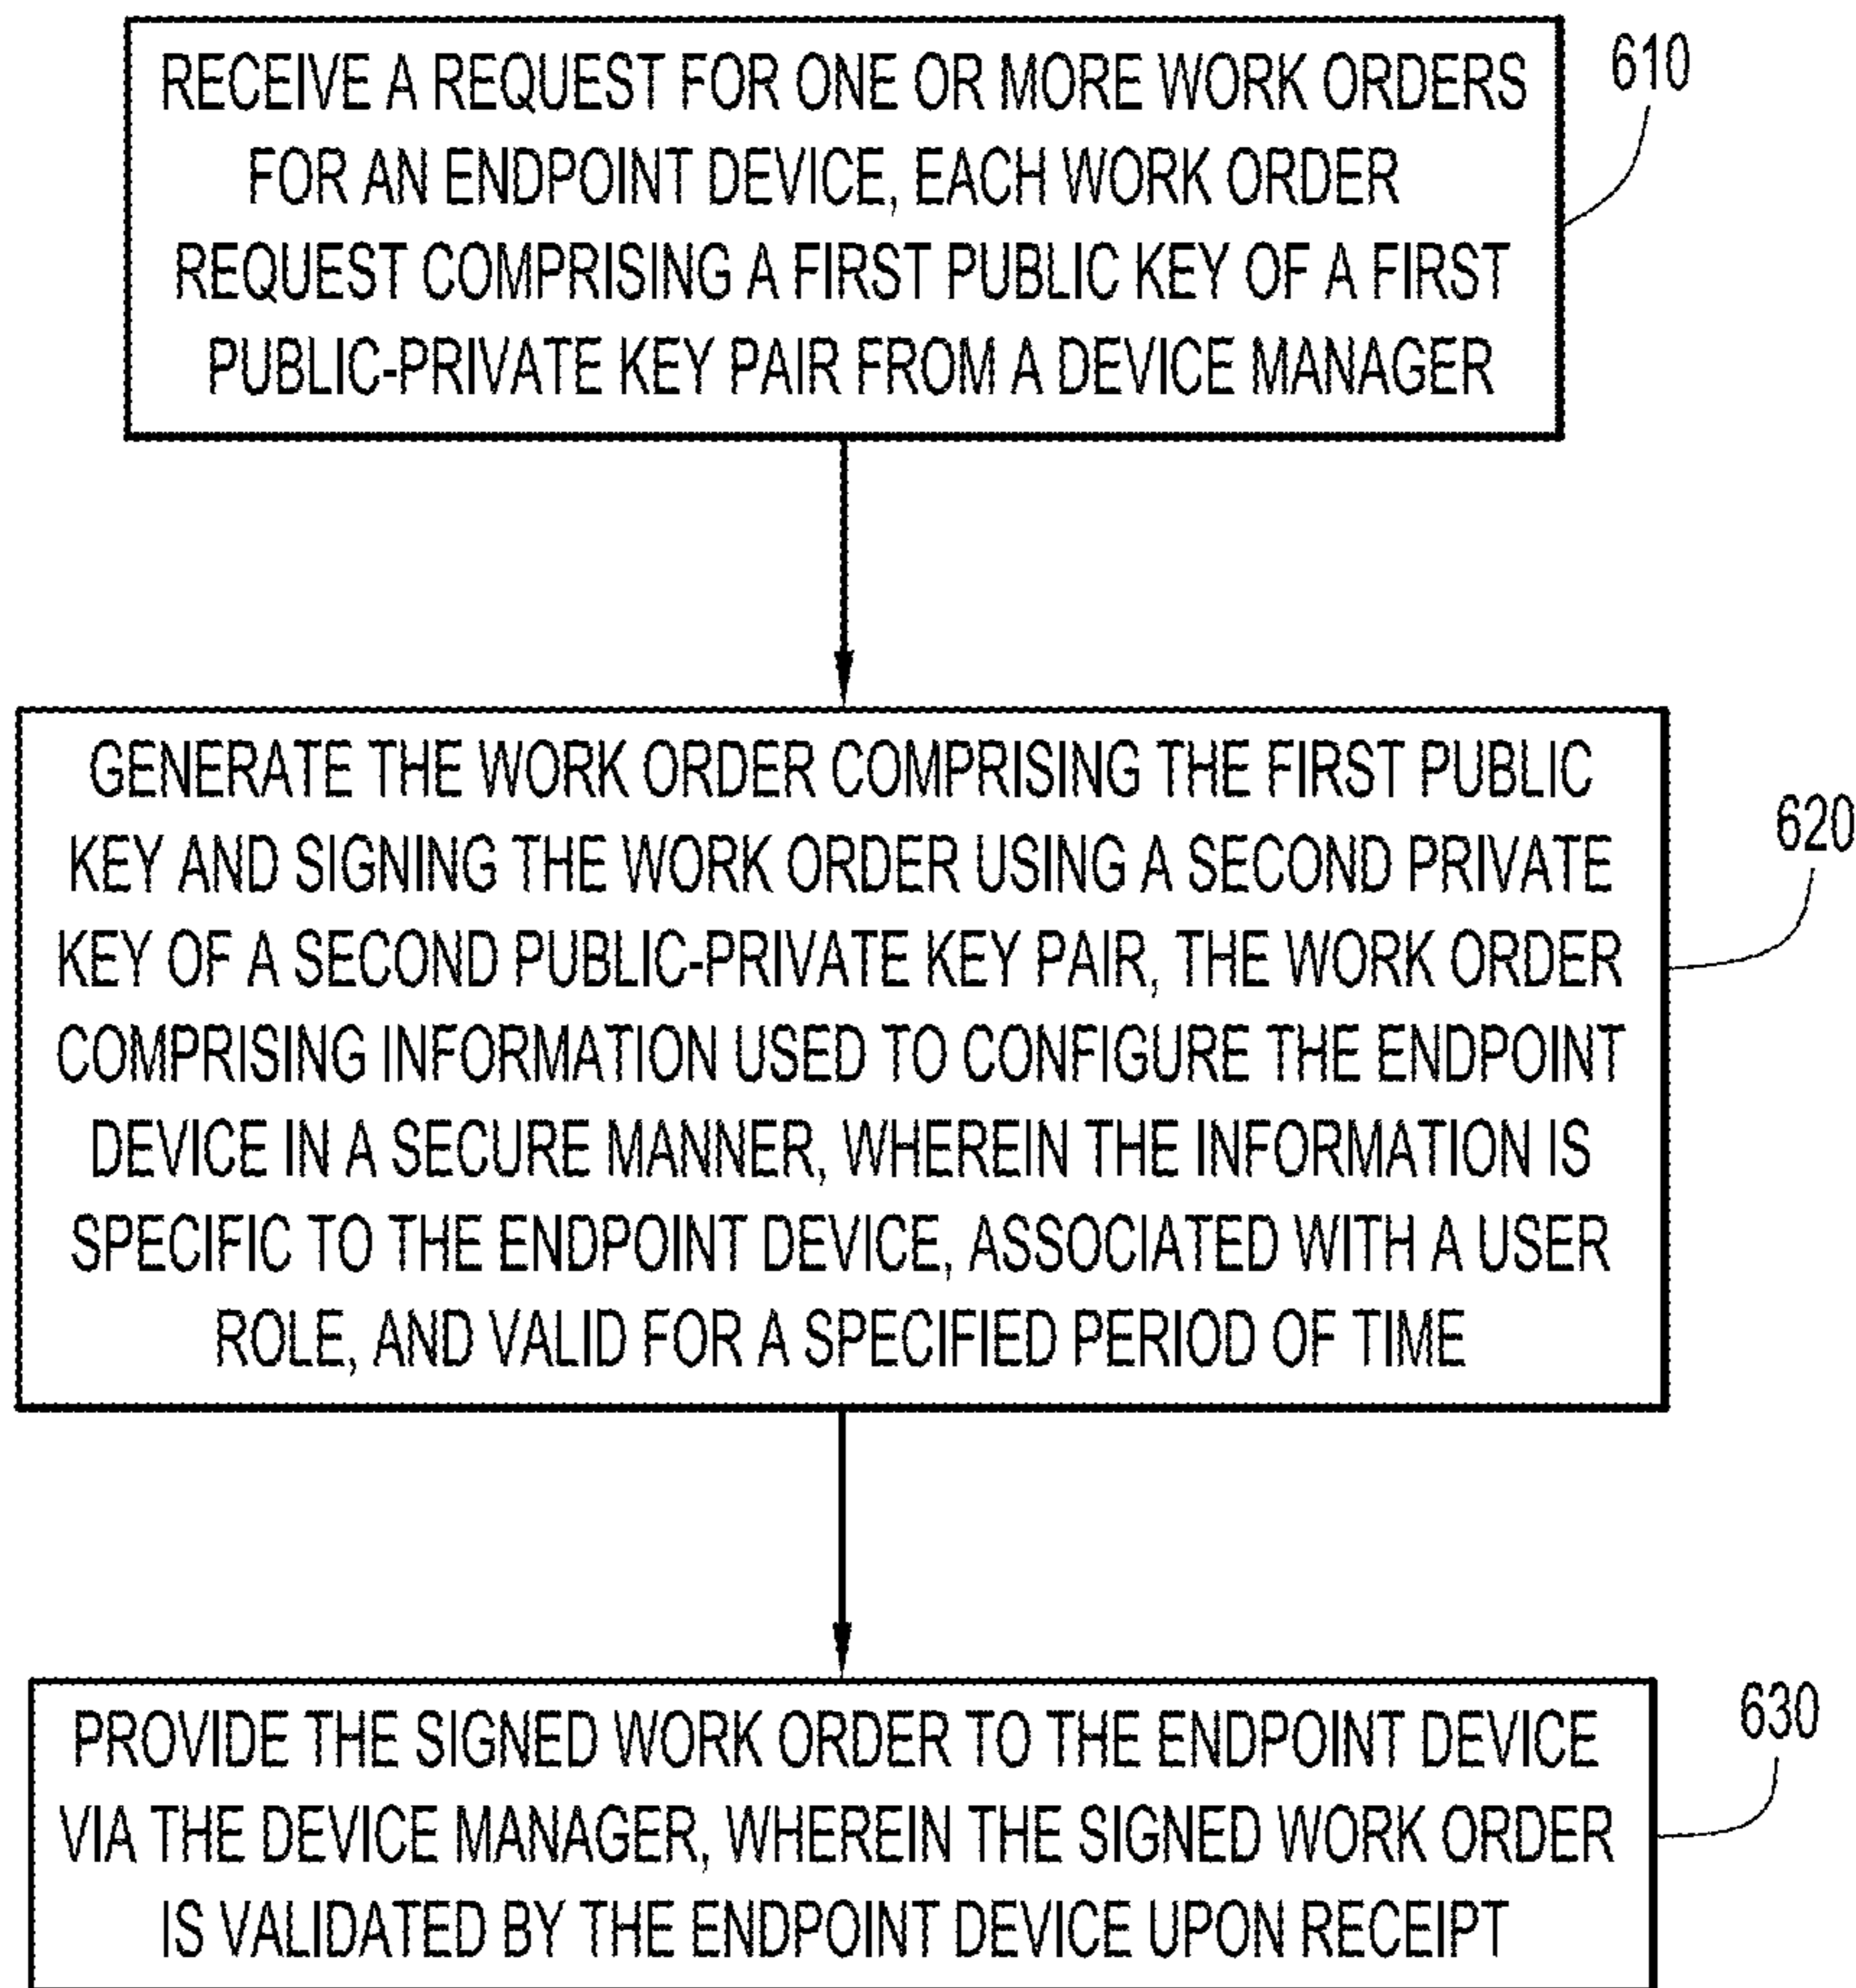 RECEIVE A REQUEST FOR ONE OR MORE WORK ORDERS
FOR AN ENDPOINT DEVICE, EACH WORK ORDER
REQUEST COMPRISING A FIRST PUBLIC KEY OF A FIRST
PUBLIC-PRIVATE KEY PAIR FROM A DEVICE MANAGER
610
GENERATE THE WORK ORDER COMPRISING THE FIRST PUBLIC
KEY AND SIGNING THE WORK ORDER USING A SECOND PRIVATE
KEY OF A SECOND PUBLIC-PRIVATE KEY PAIR, THE WORK ORDER
COMPRISING INFORMATION USED TO CONFIGURE THE ENDPOINT
DEVICE IN A SECURE MANNER, WHEREIN THE INFORMATION IS
SPECIFIC TO THE ENDPOINT DEVICE, ASSOCIATED WITH A USER
ROLE, AND VALID FOR A SPECIFIED PERIOD OF TIME
620
PROVIDE THE SIGNED WORK ORDER TO THE ENDPOINT DEVICE
VIA THE DEVICE MANAGER, WHEREIN THE SIGNED WORK ORDER
IS VALIDATED BY THE ENDPOINT DEVICE UPON RECEIPT
630